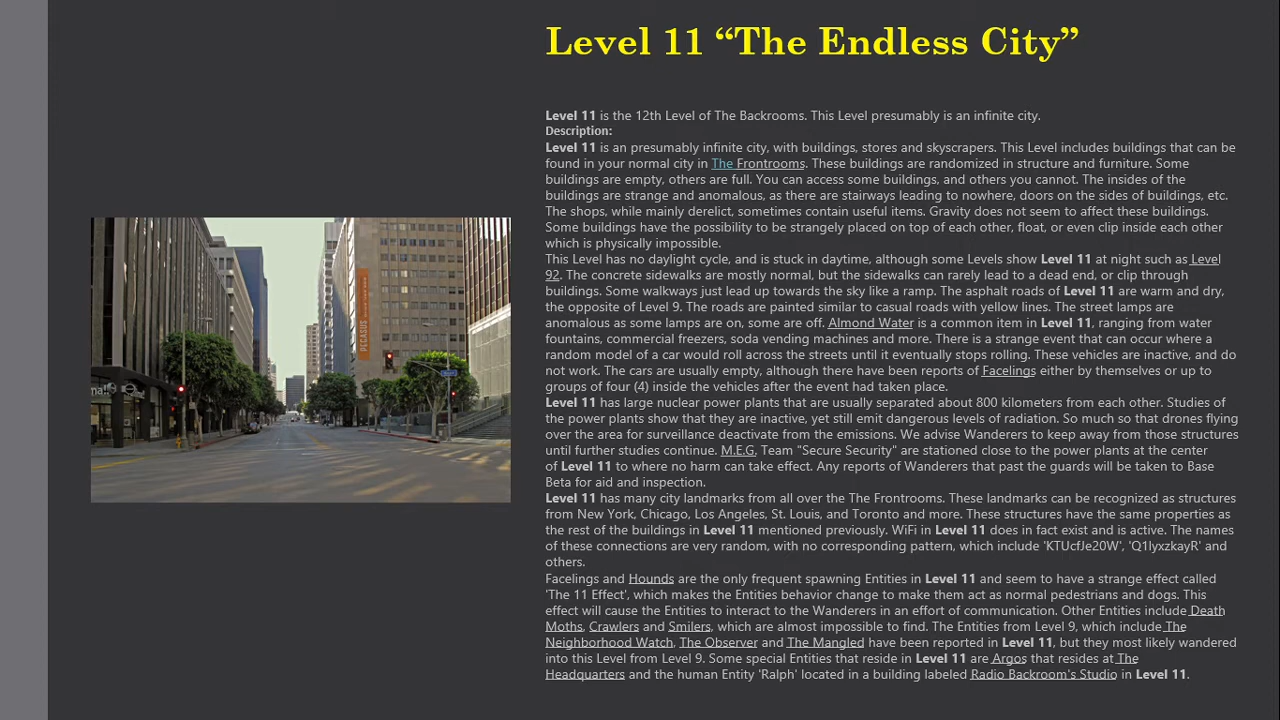 Level 11 “The Endless City”
Level 11 is the 12th Level of The Backrooms. This Level presumably is an infinite city.
Description:
Level 11 is an presumably infinite city, with buildings, stores and skyscrapers. This Level includes buildings that can be
found in your normal city in The Frontrooms. These buildings are randomized in structure and furniture. Some
buildings are empty, others are full. You can access some buildings, and others you cannot. The insides of the
buildings are strange and anomalous, as there are stairways leading to nowhere, doors on the sides of buildings, etc.
The shops, while mainly derelict, sometimes contain useful items. Gravity does not seem to affect these buildings.
Some buildings have the possibility to be strangely placed on top of each other, float, or even clip inside each other
which is physically impossible.
This Level has no daylight cycle, and is stuck in daytime, although some Levels show Level 11 at night such as Level
92. The concrete sidewalks are mostly normal, but the sidewalks can rarely lead to a dead end, or clip through
buildings. Some walkways just lead up towards the sky like a ramp. The asphalt roads of Level 11 are warm and dry,
the opposite of Level 9. The roads are painted similar to casual roads with yellow lines. The street lamps are
anomalous as some lamps are on, some are off. Almond Water is a common item in Level 11, ranging from water
fountains, commercial freezers, soda vending machines and more. There is a strange event that can occur where a
random model of a car would roll across the streets until it eventually stops rolling. These vehicles are inactive, and do
not work. The cars are usually empty, although there have been reports of Facelings either by themselves or up to
groups of four (4) inside the vehicles after the event had taken place.
Level 11 has large nuclear power plants that are usually separated about 800 kilometers from each other. Studies of
the power plants show that they are inactive, yet still emit dangerous levels of radiation. So much so that drones flying
over the area for surveillance deactivate from the emissions. We advise Wanderers to keep away from those structures
until further studies continue. M.E.G, Team "Secure Security" are stationed close to the power plants at the center
of Level 11 to where no harm can take effect. Any reports of Wanderers that past the guards will be taken to Base
Beta for aid and inspection.
Level 11 has many city landmarks from all over the The Frontrooms. These landmarks can be recognized as structures
from New York, Chicago, Los Angeles, St. Louis, and Toronto and more. These structures have the same properties as
the rest of the buildings in Level 11 mentioned previously. WiFi in Level 11 does in fact exist and is active. The names
of these connections are very random, with no corresponding pattern, which include 'KTUcfJe20W', 'Q1lyxzkayR' and
others.
Facelings and Hounds are the only frequent spawning Entities in Level 11 and seem to have a strange effect called
'The 11 Effect', which makes the Entities behavior change to make them act as normal pedestrians and dogs. This
effect will cause the Entities to interact to the Wanderers in an effort of communication. Other Entities include Death
Moths, Crawlers and Smilers, which are almost impossible to find. The Entities from Level 9, which include The
Neighborhood Watch, The Observer and The Mangled have been reported in Level 11, but they most likely wandered
into this Level from Level 9. Some special Entities that reside in Level 11 are Argos that resides at The
Headquarters and the human Entity 'Ralph' located in a building labeled Radio Backroom's Studio in Level 11.
PEGASUS